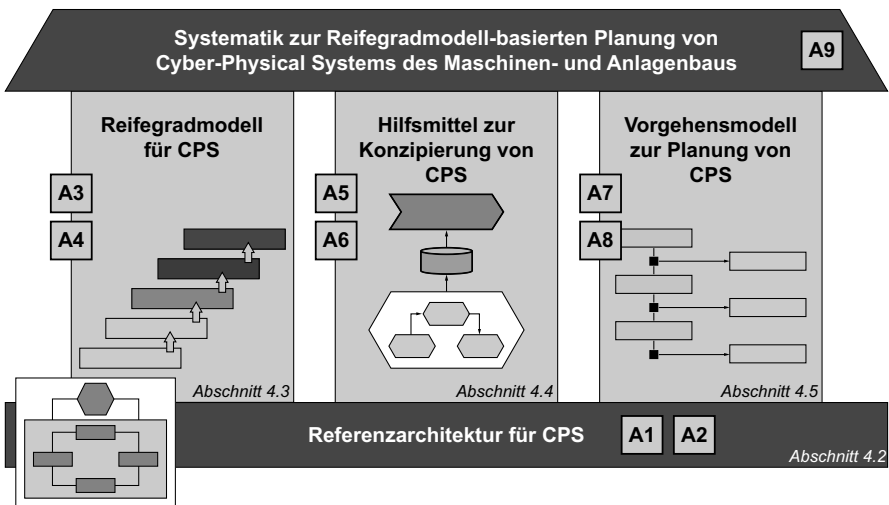 Systematik zur Reifegradmodell-basierten Planung von
Cyber-Physical Systems des Maschinen- und Anlagenbaus
A9
Reifegradmodell
für CPS
A3
A4
Abschnitt 4.3
Hilfsmittel zur
Konzipierung von
CPS
A5
A6
Abschnitt 4.4
Vorgehensmodell
zur Planung von
CPS
A7
A8
Abschnitt 4.5
Referenzarchitektur für CPS
A1
A2
Abschnitt 4.2